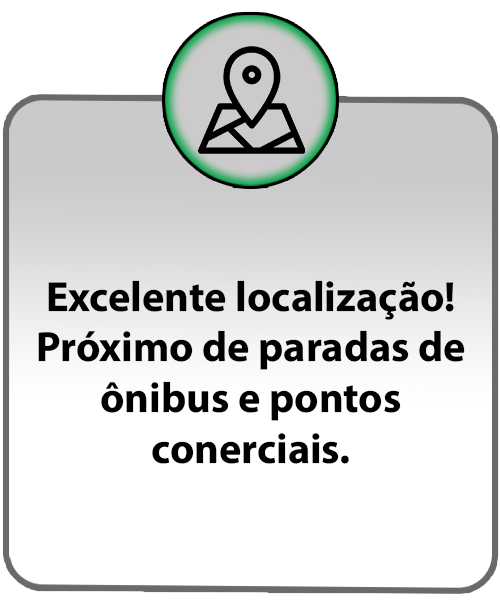 Excelente localização!
Próximo de paradas de
ônibus e pontos
conerciais.